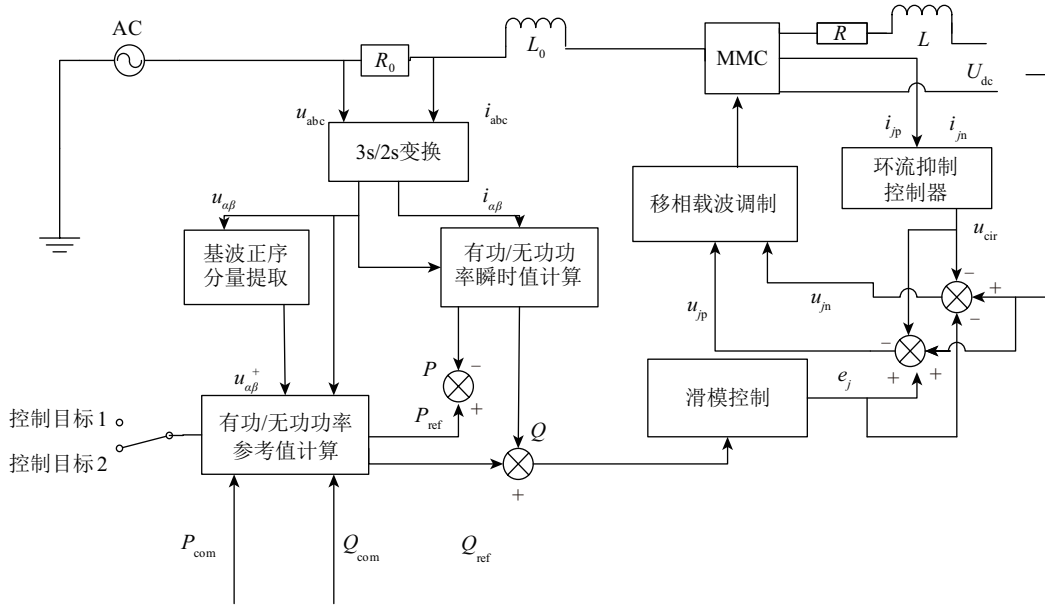 AC
R0
L0
MMC
R
L
Udc
uabc
iabc
ijp
ijn
3s/2s变换
环流抑制
控制器
移相载波调制
uαβ
iαβ
ucir
基波正序
分量提取
有功/无功功
率瞬时值计算
−
+
ujp
ujn
−
−
+
+
ej
uαβ+
P
−
+
Pref
滑模控制
控制目标1
控制目标2
有功/无功功率
参考值计算
Q
+
Pcom
Qcom
Qref